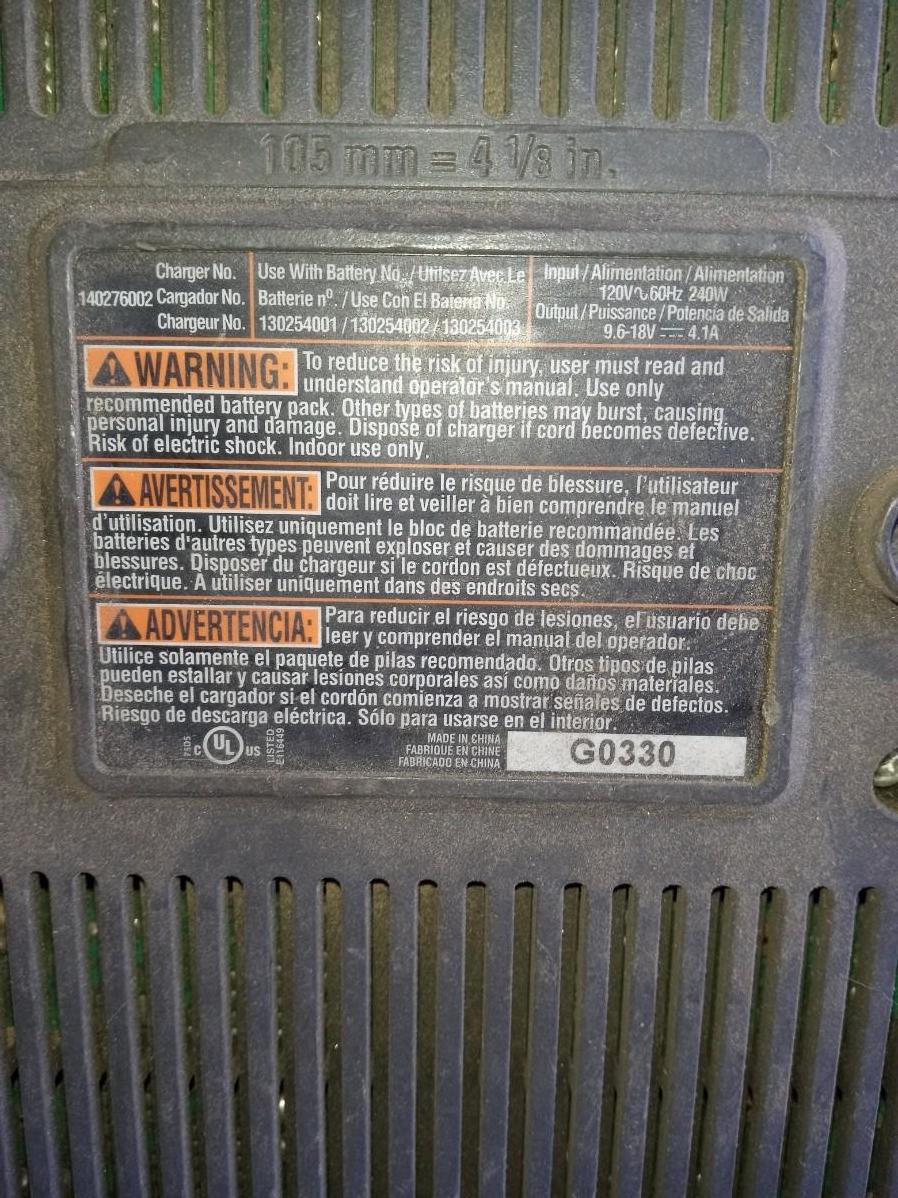 105 mm = 4 1/8 in.
Charger No.
140276002 Cargador No.
Chargeur No.
Use With Battery No. / Utilsez Avec Le
Batterie nº. / Use Con El Bateria No.
130254001 / 130254002 / 130254003
Input / Alimentation / Alimentation
120V∿60Hz 240W
Output / Puissance / Potencia de Salida
9.6-18V ⎓ 4.1A
⚠WARNING: To reduce the risk of injury, user must read and
understand operator's manual. Use only
recommended battery pack. Other types of batteries may burst, causing
personal injury and damage. Dispose of charger if cord becomes defective.
Risk of electric shock. Indoor use only.
⚠AVERTISSEMENT: Pour réduire le risque de blessure, l'utilisateur
doit lire et veiller à bien comprendre le manuel
d'utilisation. Utilisez uniquement le bloc de batterie recommandée. Les
batteries d'autres types peuvent exploser et causer des dommages et
blessures. Disposer du chargeur si le cordon est défectueux. Risque de choc
électrique. A utiliser uniquement dans des endroits secs.
⚠ADVERTENCIA: Para reducir el riesgo de lesiones, el usuario debe
leer y comprender el manual del operador.
Utilice solamente el paquete de pilas recomendado. Otros tipos de pilas
pueden estallar y causar lesiones corporales así como daños materiales.
Deseche el cargador si el cordón comienza a mostrar señales de defectos.
Riesgo de descarga eléctrica. Sólo para usarse en el interior.
C UL US
LISTED
E116449
MADE IN CHINA
FABRIQUE EN CHINE
FABRICADO EN CHINA
G0330